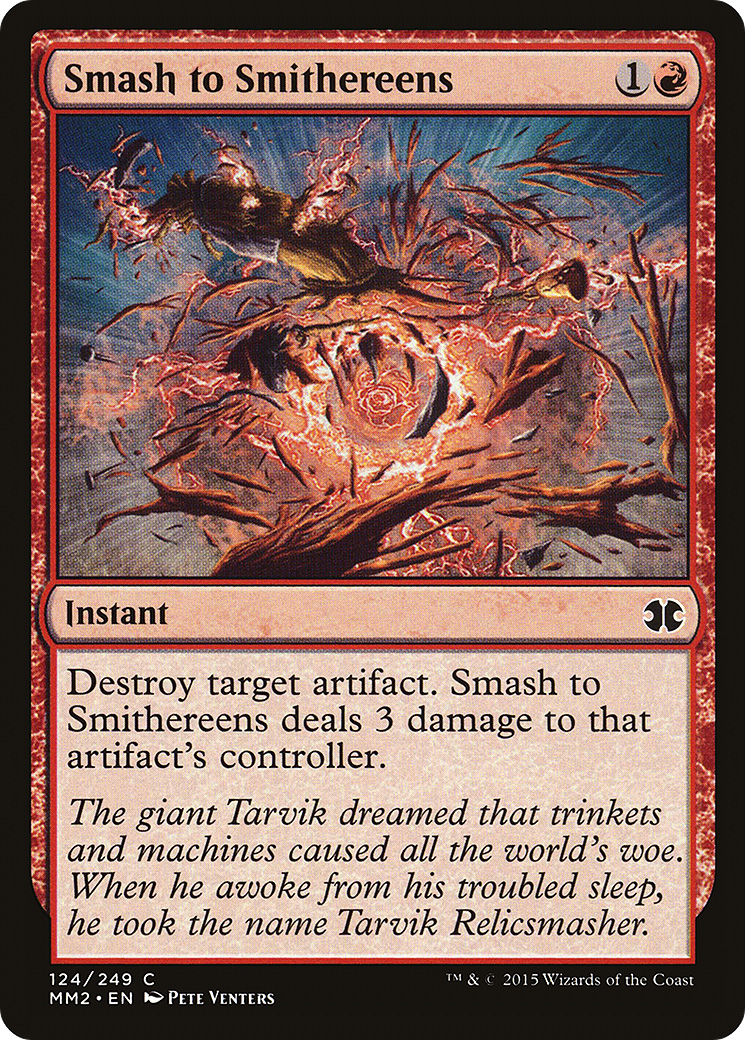 Smash to Smithereens 1
Instant
Destroy target artifact. Smash to
Smithereens deals 3 damage to that
artifact's controller.
The giant Tarvik dreamed that trinkets
and machines caused all the world's woe.
When he awoke from his troubled sleep,
he took the name Tarvik Relicsmasher.
124/249 C
™ & © 2015 Wizards of the Coast
MM2 • EN Pete Venters